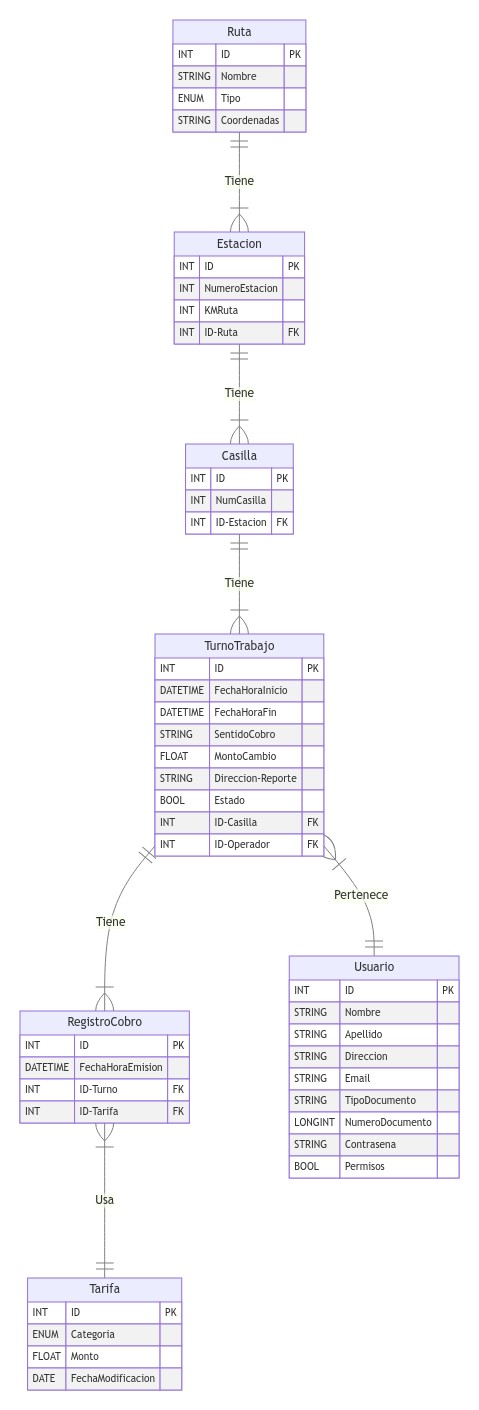 Ruta
INT ID PK
STRING Nombre
ENUM Tipo
STRING Coordenadas
Tiene
Estacion
INT ID PK
INT NumeroEstacion
INT KMRuta
INT ID-Ruta FK
Tiene
Casilla
INT ID PK
INT NumCasilla
INT ID-Estacion FK
Tiene
TurnoTrabajo
INT ID PK
DATETIME FechaHoraInicio
DATETIME FechaHoraFin
STRING SentidoCobro
FLOAT MontoCambio
STRING Direccion-Reporte
BOOL Estado
INT ID-Casilla FK
INT ID-Operador FK
Pertenece
Tiene
Usuario
INT ID PK
STRING Nombre
STRING Apellido
STRING Direccion
STRING Email
STRING TipoDocumento
LONGINT NumeroDocumento
STRING Contrasena
BOOL Permisos
RegistroCobro
INT ID PK
DATETIME FechaHoraEmision
INT ID-Turno FK
INT ID-Tarifa FK
Usa
Tarifa
INT ID PK
ENUM Categoria
FLOAT Monto
DATE FechaModificacion